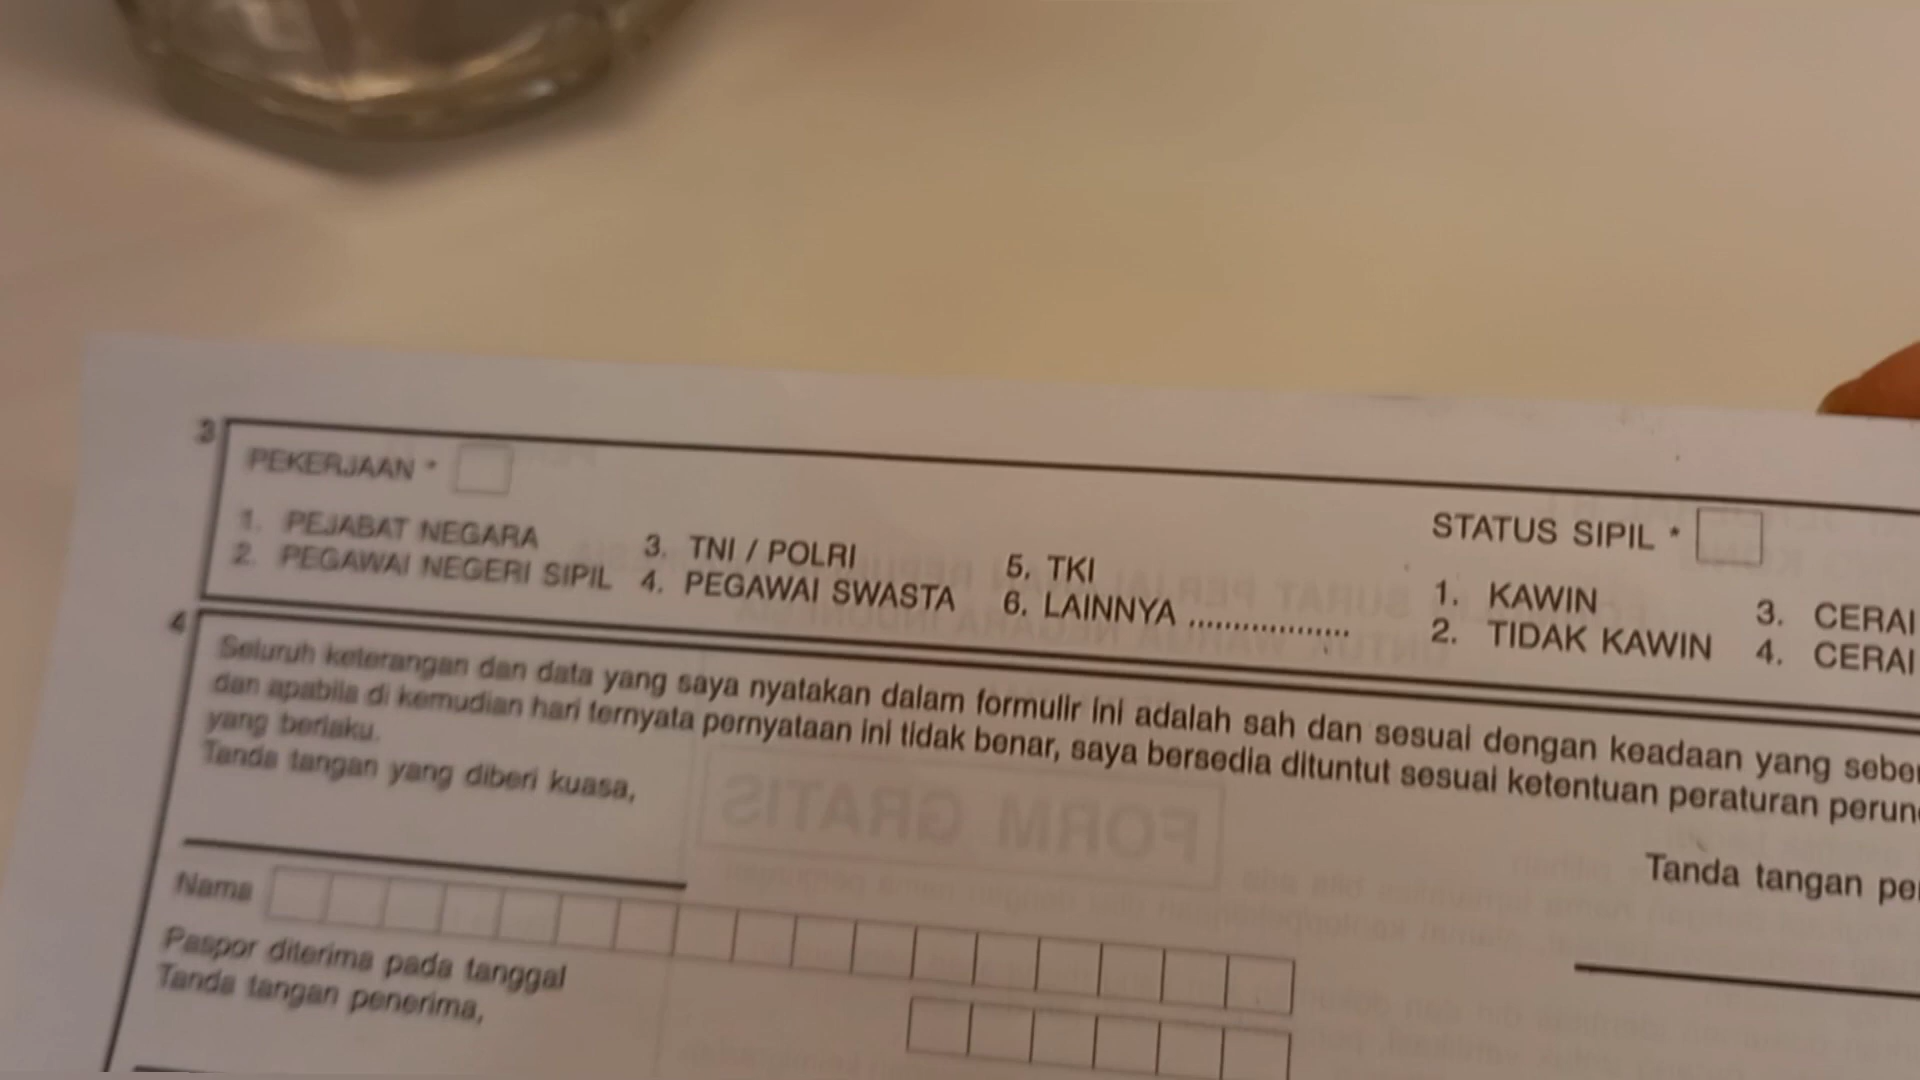 3
PEKERJAAN *
1. PEJABAT NEGARA 3. TNI / POLRI 5. TKI
2. PEGAWAI NEGERI SIPIL 4. PEGAWAI SWASTA 6. LAINNYA ..................
STATUS SIPIL *
1. KAWIN 3. CERAI
2. TIDAK KAWIN 4. CERAI
4
Seluruh keterangan dan data yang saya nyatakan dalam formulir ini adalah sah dan sesuai dengan keadaan yang
dan apabila di kemudian hari ternyata pernyataan ini tidak benar, saya bersedia dituntut sesuai ketentuan peraturan
yang berlaku.
Tanda tangan yang diberi kuasa,
FORM GRATIS
Tanda tangan
Nama
Paspor diterima pada tanggal
Tanda tangan penerima,